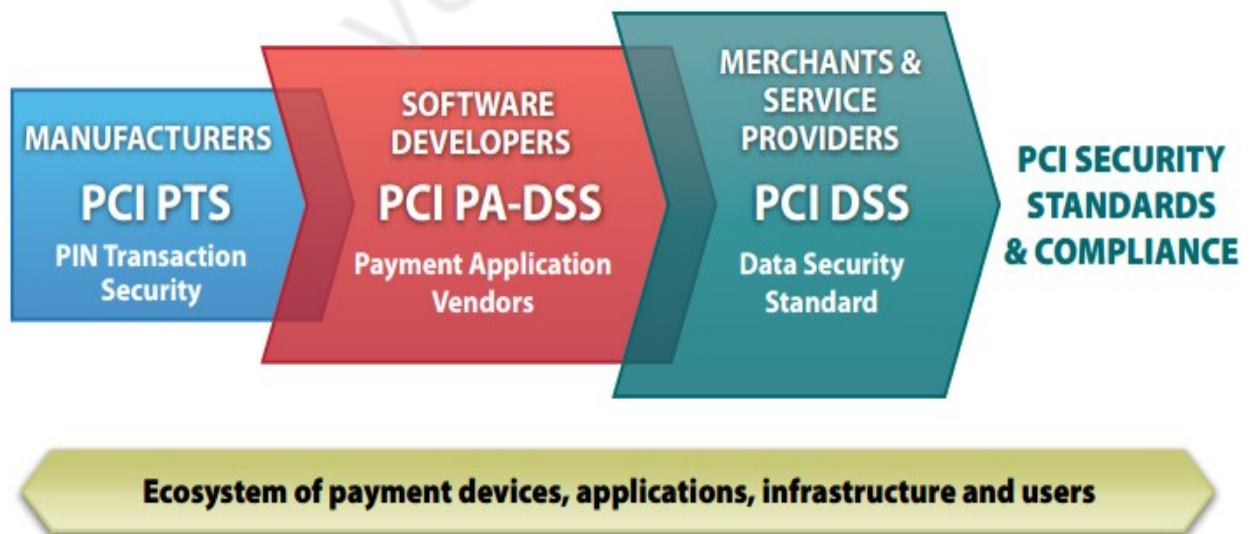 MANUFACTURERS
PCI PTS
PIN Transaction
Security
SOFTWARE
DEVELOPERS
PCI PA-DSS
Payment Application
Vendors
MERCHANTS &
SERVICE
PROVIDERS
PCI DSS
Data Security
Standard
PCI SECURITY
STANDARDS
& COMPLIANCE
Ecosystem of payment devices, applications, infrastructure and users